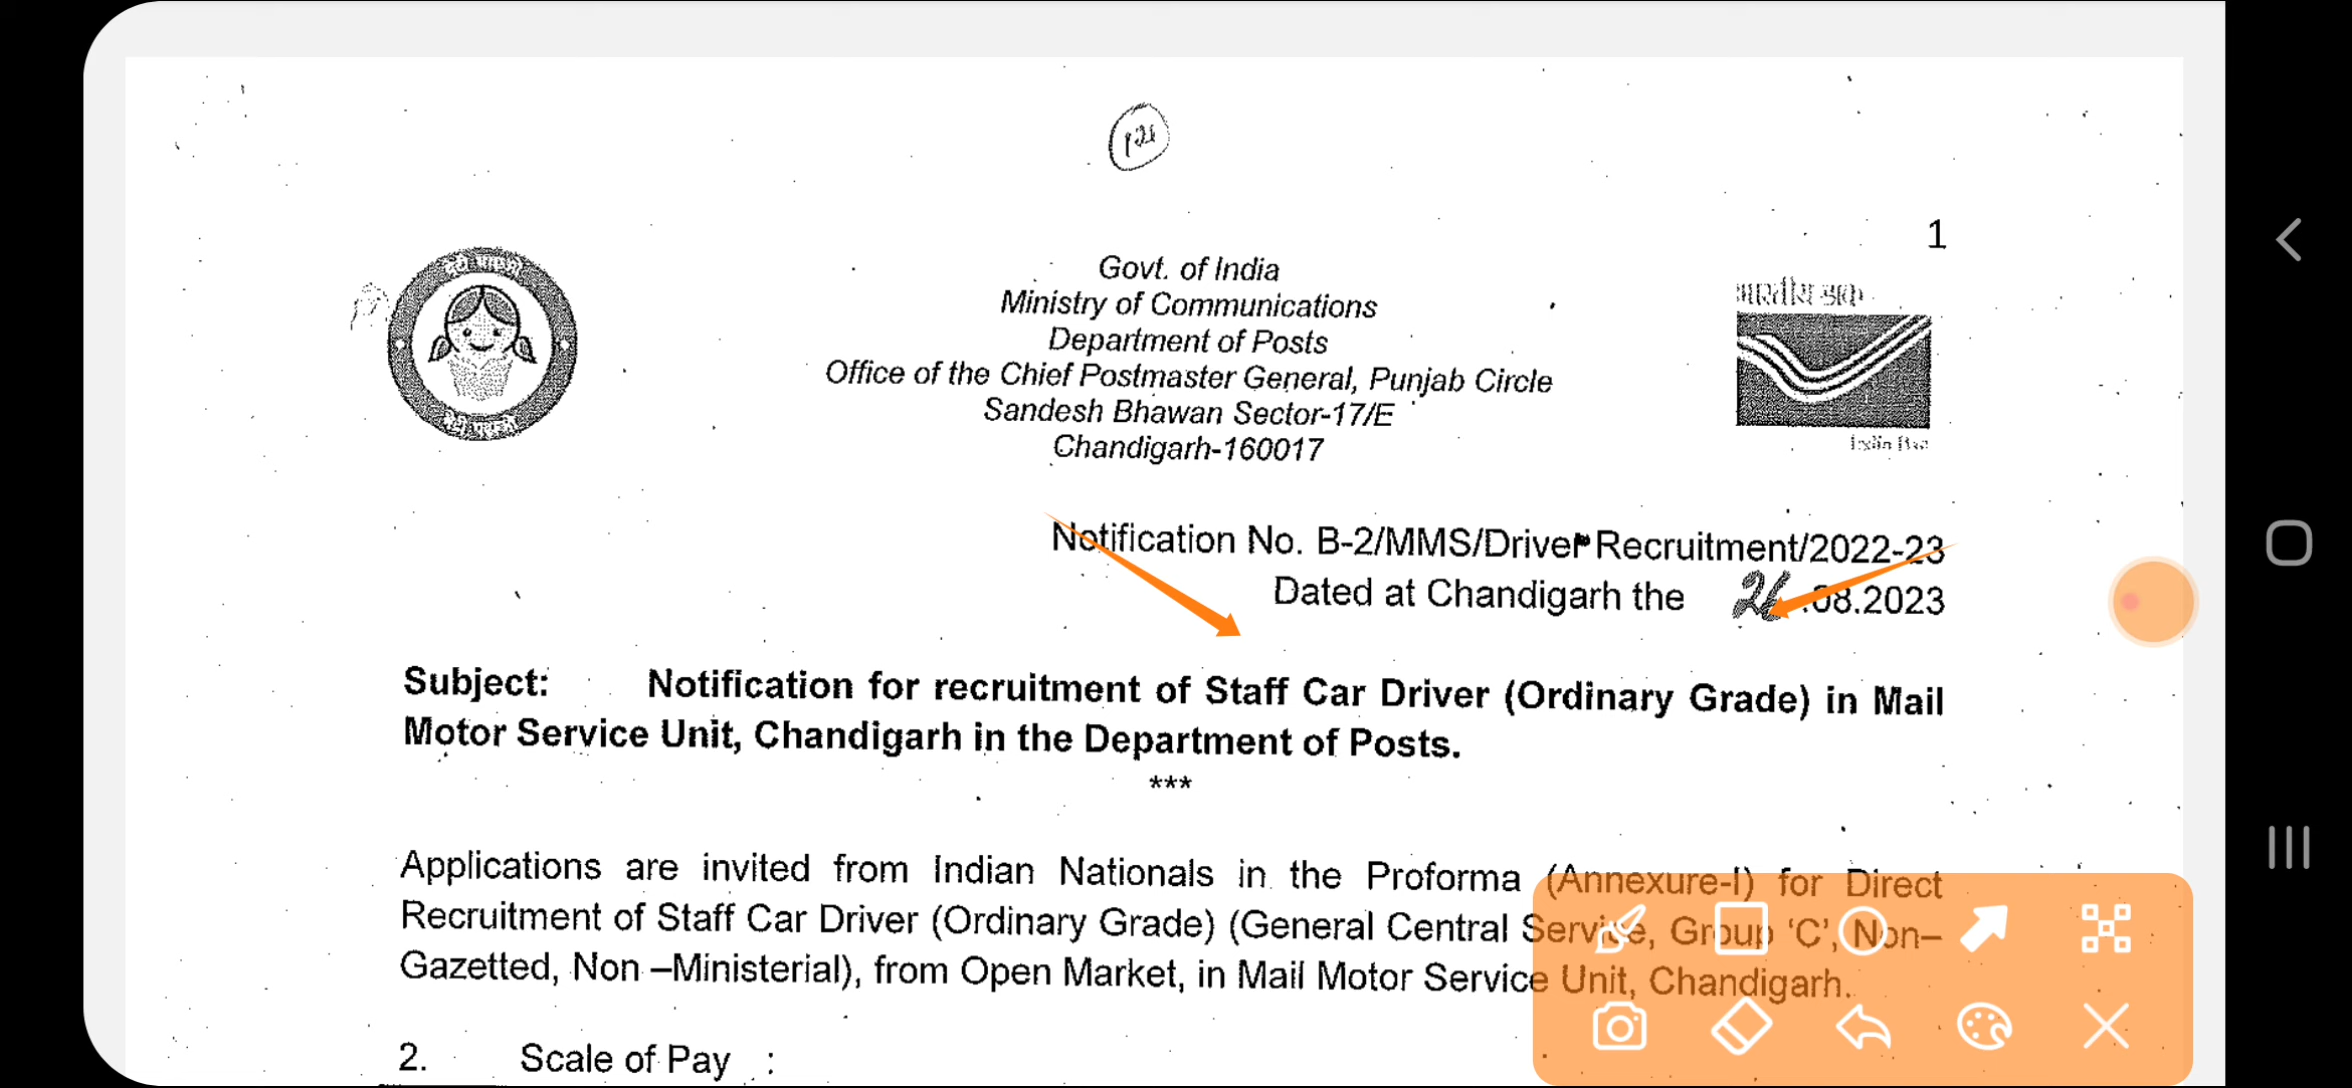 1
Govt. of India
Ministry of Communications
Department of Posts
Office of the Chief Postmaster General, Punjab Circle
Sandesh Bhawan Sector-17/E
Chandigarh-160017
भारतीय डाक
Notification No. B-2/MMS/Driver Recruitment/2022-23
Dated at Chandigarh the .08.2023
Subject: Notification for recruitment of Staff Car Driver (Ordinary Grade) in Mail
Motor Service Unit, Chandigarh in the Department of Posts.
***
Applications are invited from Indian Nationals in the Proforma (Annexure-I) for Direct
Recruitment of Staff Car Driver (Ordinary Grade) (General Central Service, Group ‘C’, Non–
Gazetted, Non –Ministerial), from Open Market, in Mail Motor Service Unit, Chandigarh.
2. Scale of Pay :